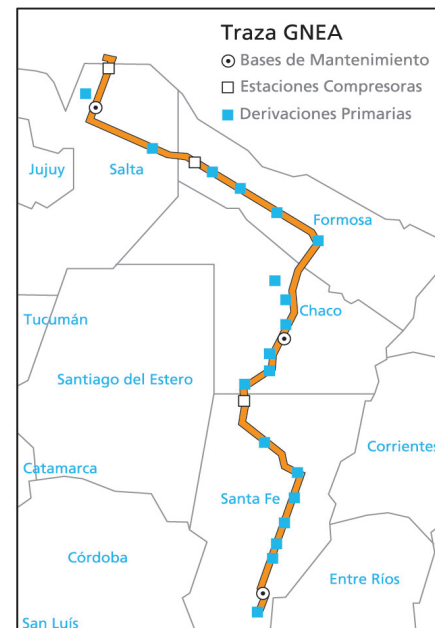 Traza GNEA
Bases de Mantenimiento
Estaciones Compresoras
Derivaciones Primarias
Jujuy
Salta
Formosa
Chaco
Tucumán
Santiago del Estero
Corrientes
Catamarca
Santa Fe
Córdoba
Entre Ríos
San Luís